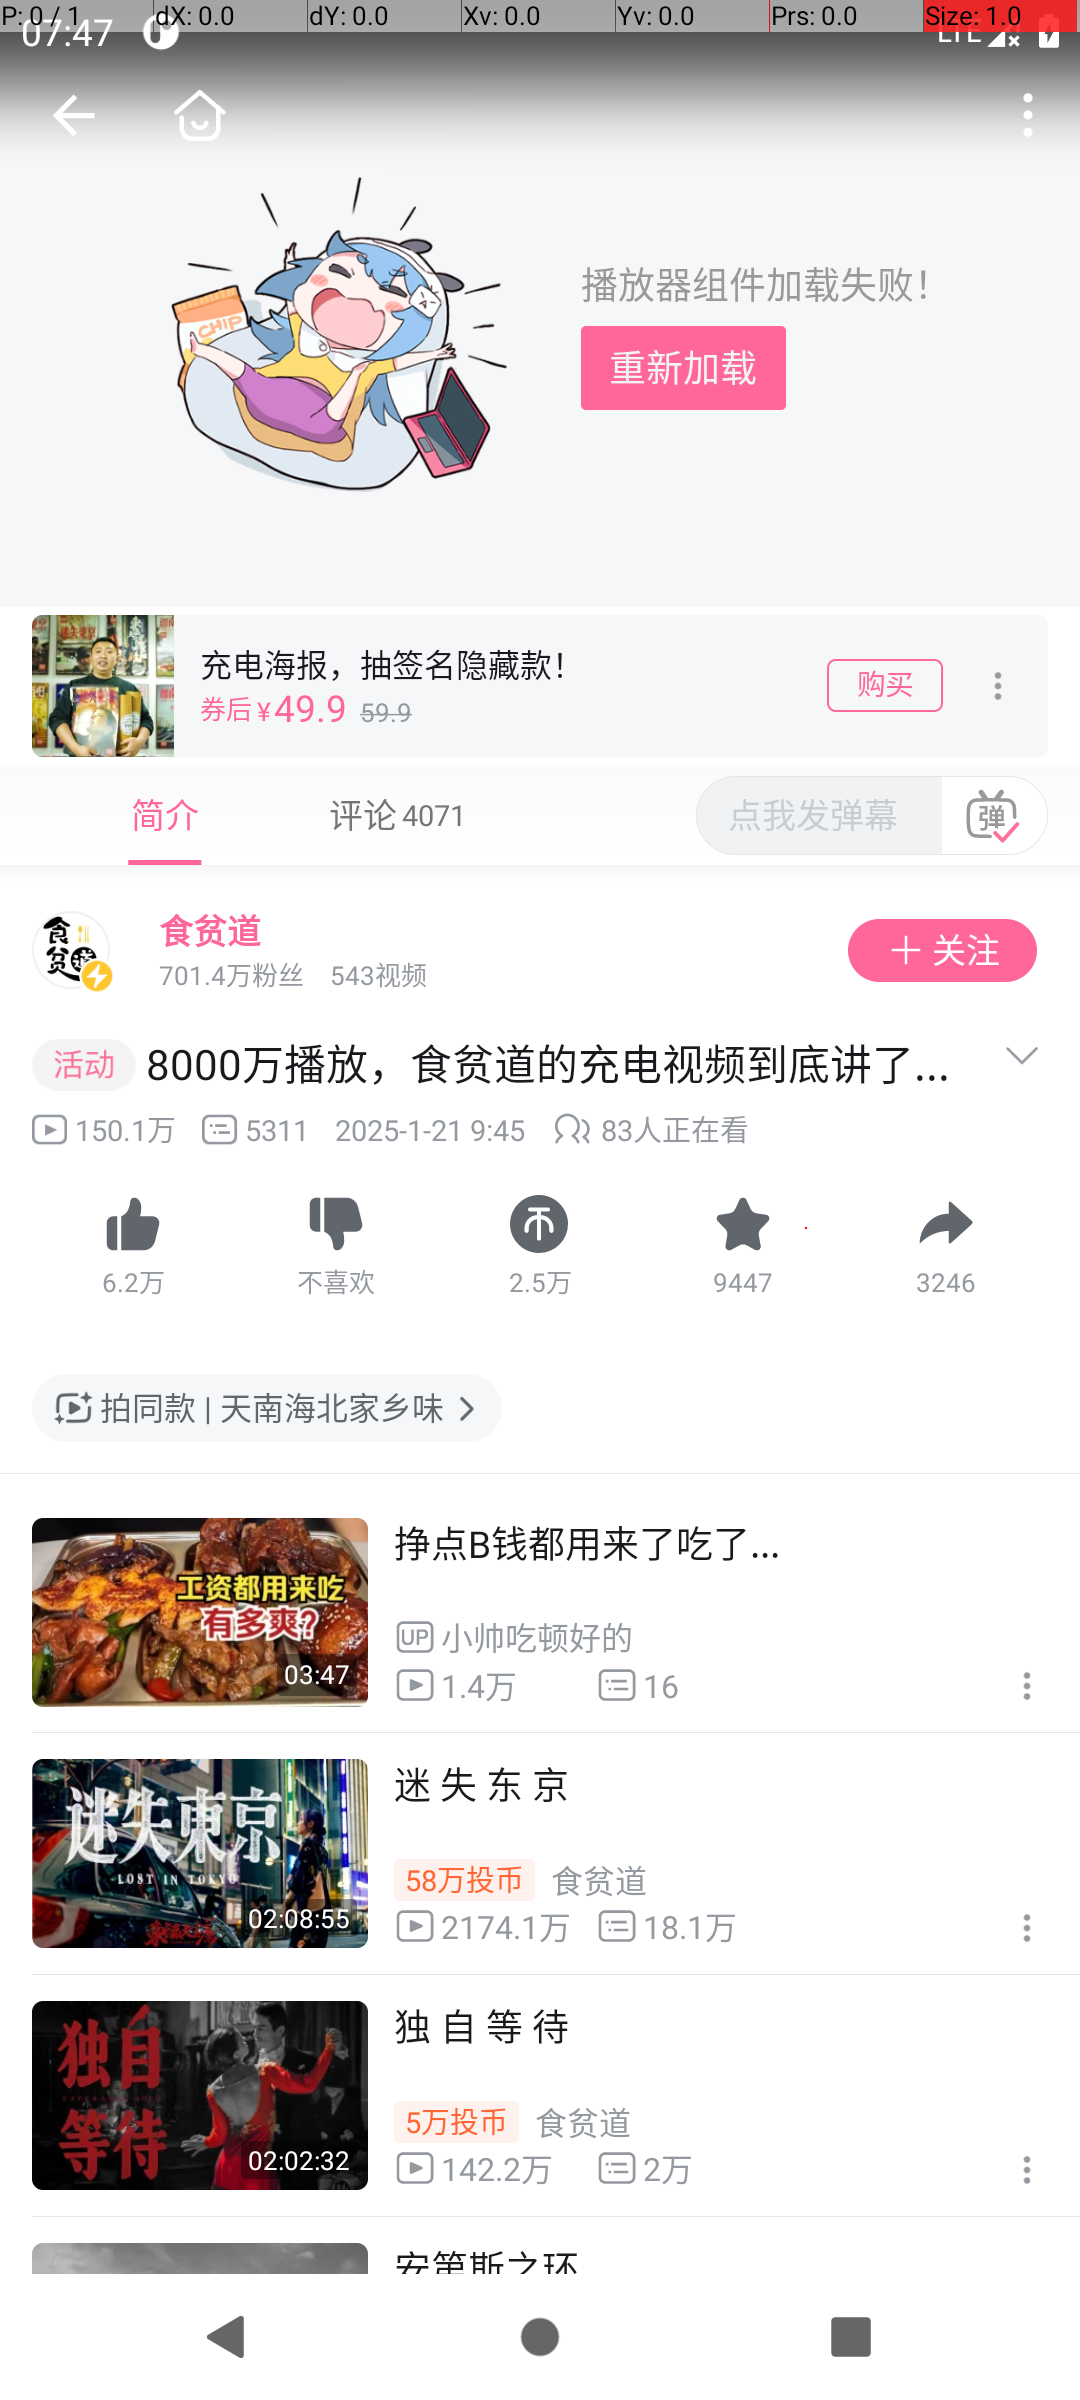 P: 0 / 1 dX: 0.0 dY: 0.0 Xv: 0.0 Yv: 0.0 Prs: 0.0 Size: 1.0
07:47 LTE
CHIP
播放器组件加载失败！
重新加载
充电海报，抽签名隐藏款！
券后 ¥49.9 59.9
购买
简介 评论 4071 点我发弹幕 弹
食贫道
701.4万粉丝 543视频
＋ 关注
活动 8000万播放，食贫道的充电视频到底讲了...
150.1万 5311 2025-1-21 9:45 83人正在看
6.2万 不喜欢 2.5万 9447 3246
拍同款 | 天南海北家乡味
工资都用来吃
有多爽？
03:47
挣点B钱都用来了吃了...
UP 小帅吃顿好的
1.4万 16
迷失東京
LOST IN TOKYO
02:08:55
迷 失 东 京
58万投币 食贫道
2174.1万 18.1万
独自
等待
02:02:32
独 自 等 待
5万投币 食贫道
142.2万 2万
安第斯之环